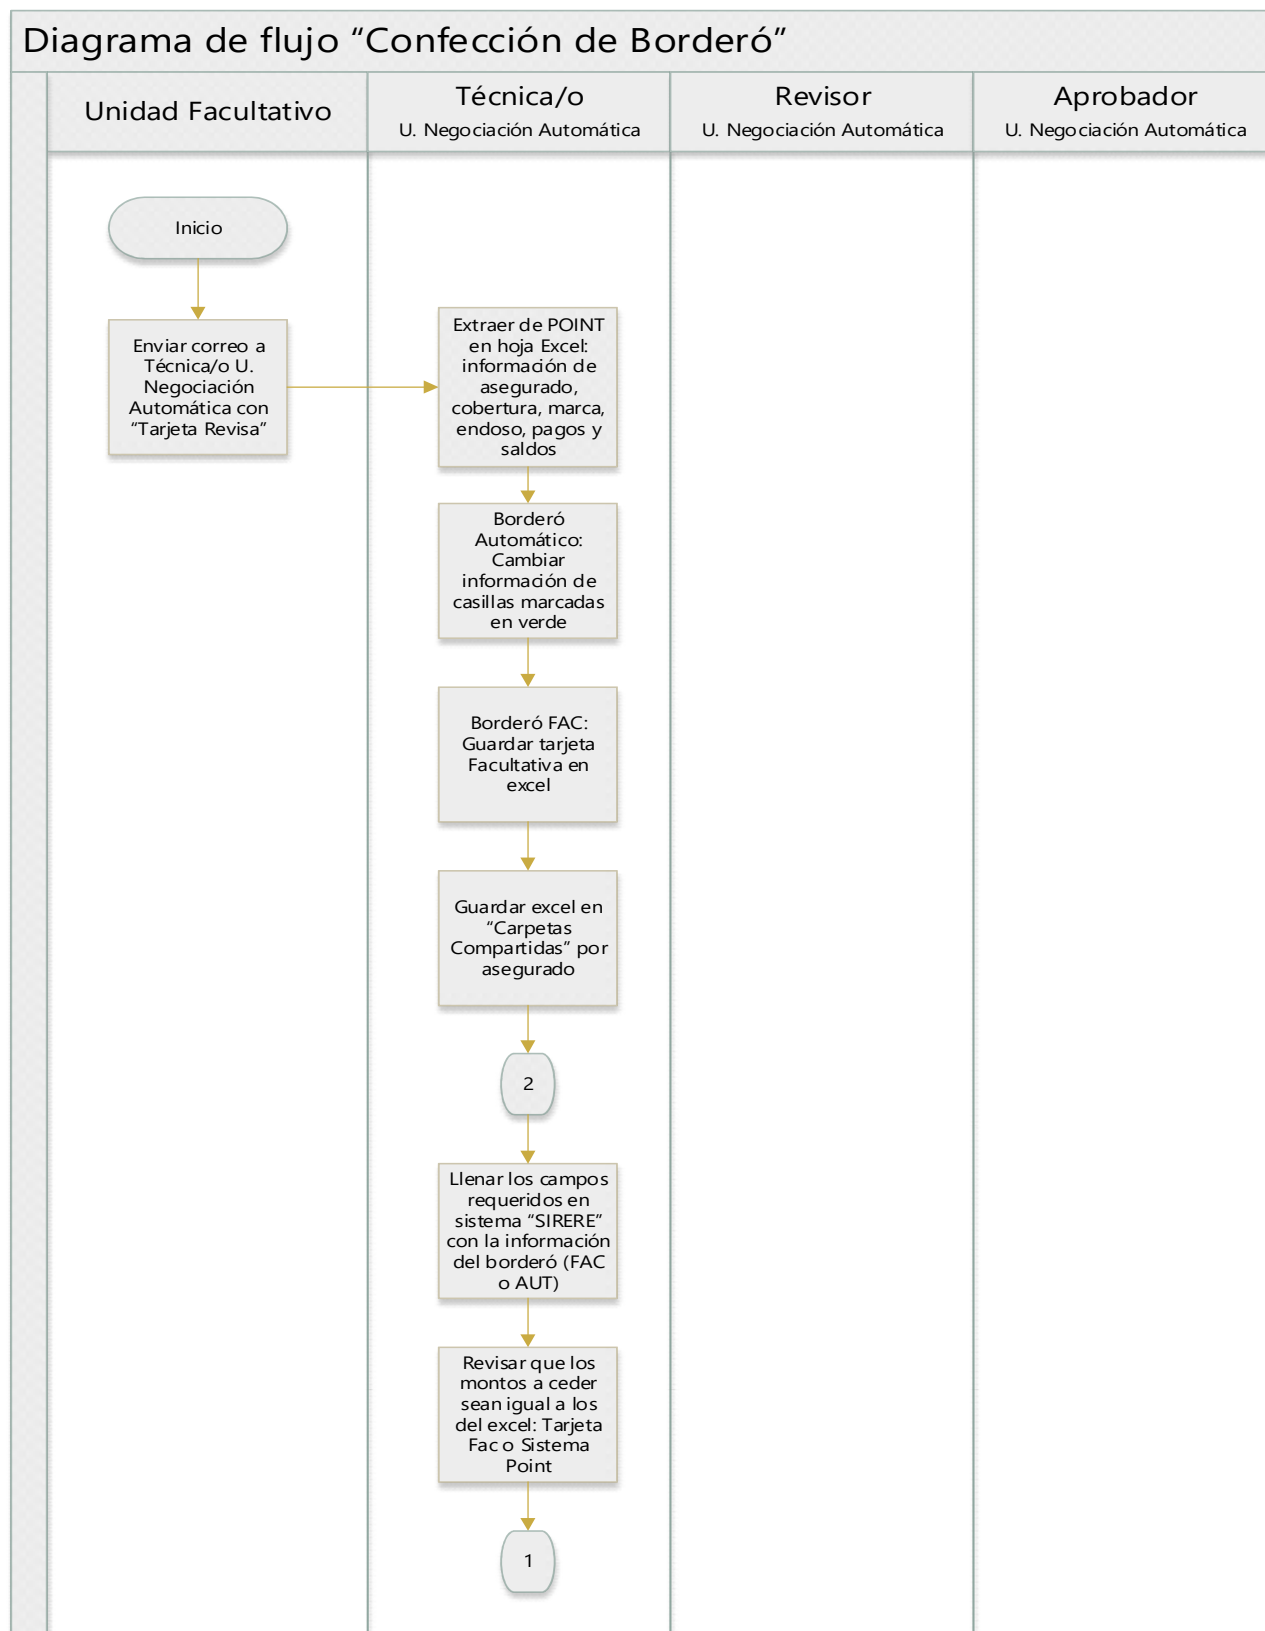 Diagrama de flujo “Confección de Borderó”
Unidad Facultativo
Técnica/o
U. Negociación Automática
Revisor
U. Negociación Automática
Aprobador
U. Negociación Automática
Inicio
Enviar correo a
Técnica/o U.
Negociación
Automática con
“Tarjeta Revisa”
Extraer de POINT
en hoja Excel:
información de
asegurado,
cobertura, marca,
endoso, pagos y
saldos
Borderó
Automático:
Cambiar
información de
casillas marcadas
en verde
Borderó FAC:
Guardar tarjeta
Facultativa en
excel
Guardar excel en
“Carpetas
Compartidas” por
asegurado
2
Llenar los campos
requeridos en
sistema “SIRERE”
con la información
del borderó (FAC
o AUT)
Revisar que los
montos a ceder
sean igual a los
del excel: Tarjeta
Fac o Sistema
Point
1